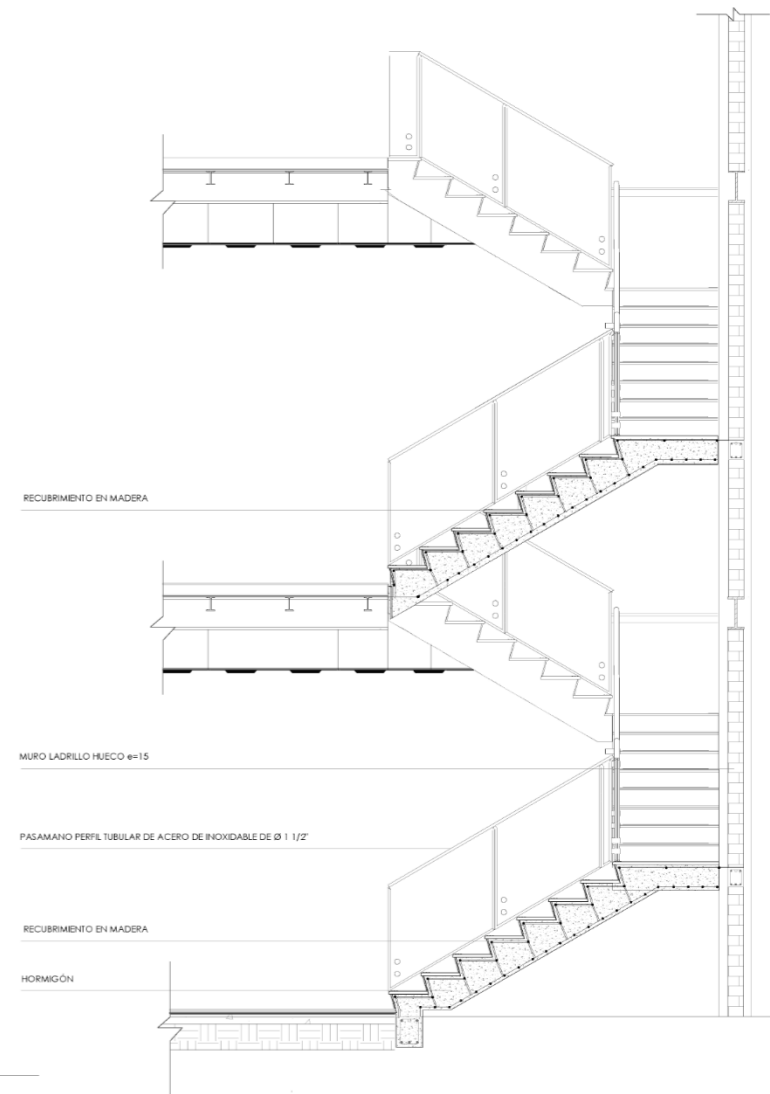 RECUBRIMIENTO EN MADERA
MURO LADRILLO HUECO e=15
PASAMANO PERFIL TUBULAR DE ACERO DE INOXIDABLE DE Ø 1 1/2"
RECUBRIMIENTO EN MADERA
HORMIGÓN